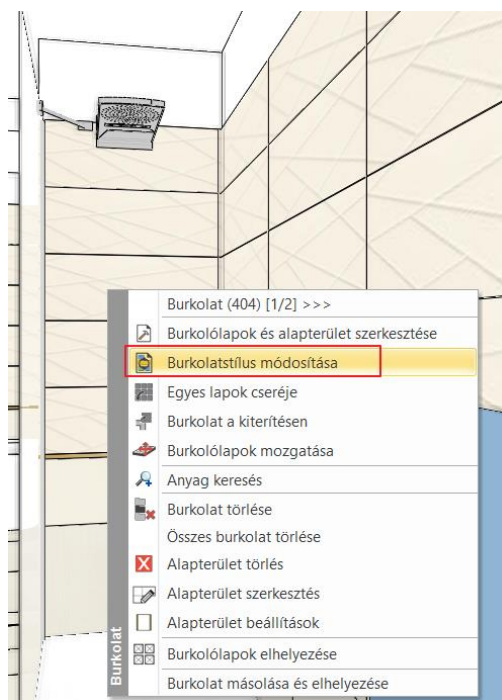 Burkolat (404) [1/2] >>>
Burkolólapok és alapterület szerkesztése
Burkolatstílus módosítása
Egyes lapok cseréje
Burkolat a kiterítésen
Burkolólapok mozgatása
Anyag keresés
Burkolat törlése
Összes burkolat törlése
Alapterület törlés
Alapterület szerkesztés
Alapterület beállítások
Burkolólapok elhelyezése
Burkolat másolása és elhelyezése
Burkolat